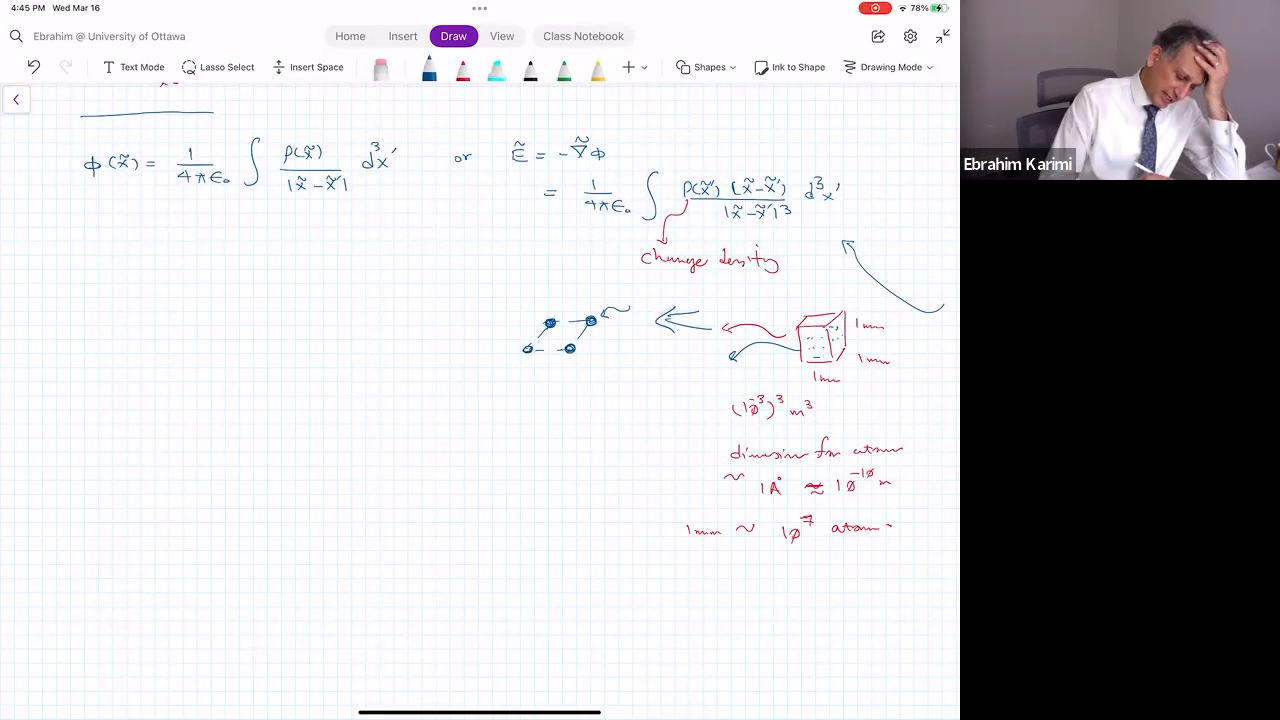 4:45 PM Wed Mar 16
78%
Ebrahim @ University of Ottawa
Home Insert Draw View Class Notebook
Text Mode Lasso Select Insert Space Shapes Ink to Shape Drawing Mode
ϕ(x̃) = 1/4πε₀ ∫ ρ(x̃)/|x̃-x̃'| d³x' or Ẽ = -∇̃ϕ
= 1/4πε₀ ∫ ρ(x̃') (x̃-x̃')/|x̃-x̃'|³ d³x'
Charge density
1mm
1mm
1mm
(10⁻³)³ m³
dimension for atom
~ 1Å ≈ 10⁻¹⁰ m
1mm ~ 10⁷ atom
Ebrahim Karimi